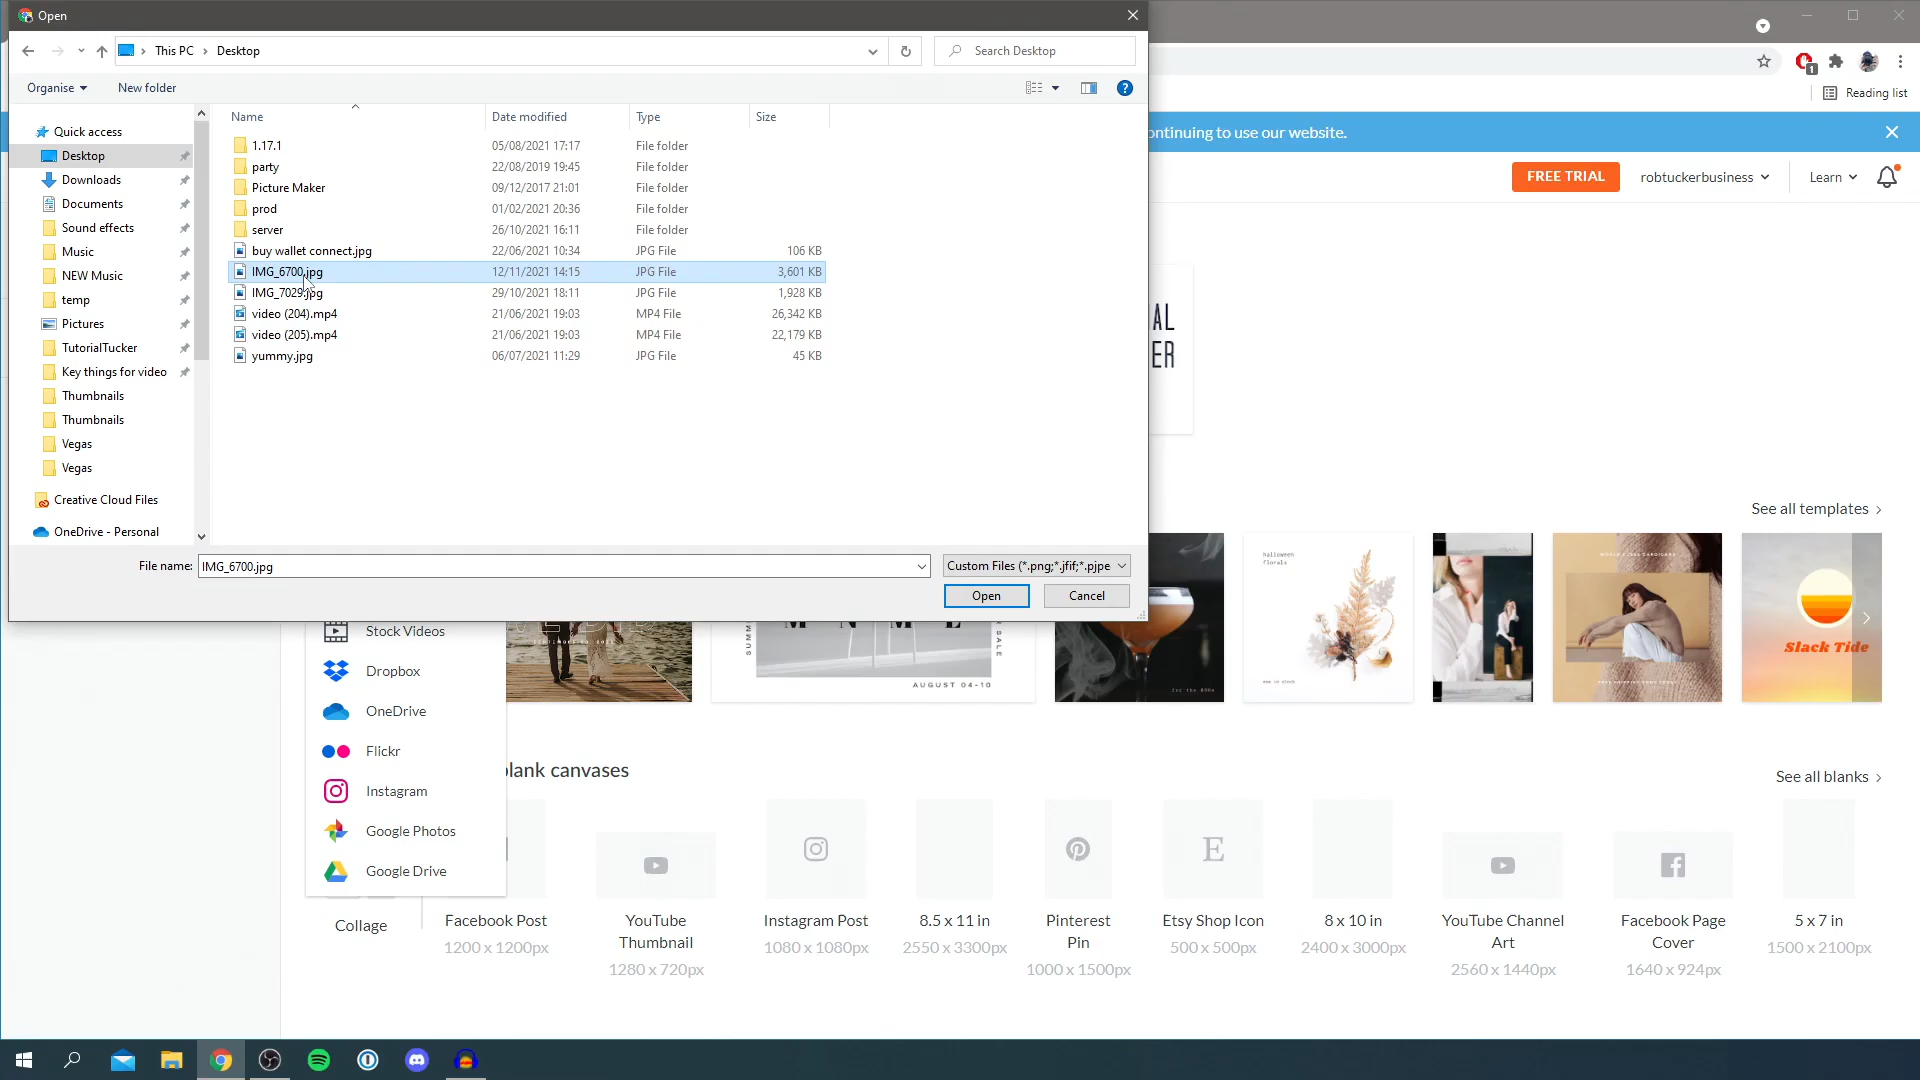 Open
This PC > Desktop
Search Desktop
Organise
New folder
Name
Date modified
Type
Size
1.17.1 05/08/2021 17:17 File folder
party 22/08/2019 19:45 File folder
Picture Maker 09/12/2017 21:01 File folder
prod 01/02/2021 20:36 File folder
server 26/10/2021 16:11 File folder
buy wallet connect.jpg 22/06/2021 10:34 JPG File 106 KB
IMG_6700.jpg 12/11/2021 14:15 JPG File 3,601 KB
IMG_7029.jpg 29/10/2021 18:11 JPG File 1,928 KB
video (204).mp4 21/06/2021 19:03 MP4 File 26,342 KB
video (205).mp4 21/06/2021 19:03 MP4 File 22,179 KB
yummy.jpg 06/07/2021 11:29 JPG File 45 KB
Quick access
Desktop
Downloads
Documents
Sound effects
Music
NEW Music
temp
Pictures
TutorialTucker
Key things for video
Thumbnails
Thumbnails
Vegas
Vegas
Creative Cloud Files
OneDrive - Personal
File name: IMG_6700.jpg
Custom Files (*.png;*.jfif;*.pjpe
Open
Cancel
1
Reading list
ontinuing to use our website.
FREE TRIAL
robtuckerbusiness
Learn
AL
ER
See all templates >
halloween
florals
Slack Tide
SALE
AUGUST 04-10
Stock Videos
Dropbox
OneDrive
Flickr
Instagram
Google Photos
Google Drive
lank canvases
See all blanks >
Collage
Facebook Post
1200 x 1200px
YouTube
Thumbnail
1280 x 720px
Instagram Post
1080 x 1080px
8.5 x 11 in
2550 x 3300px
Pinterest
Pin
1000 x 1500px
E
Etsy Shop Icon
500 x 500px
8 x 10 in
2400 x 3000px
YouTube Channel
Art
2560 x 1440px
Facebook Page
Cover
1640 x 924px
5 x 7 in
1500 x 2100px